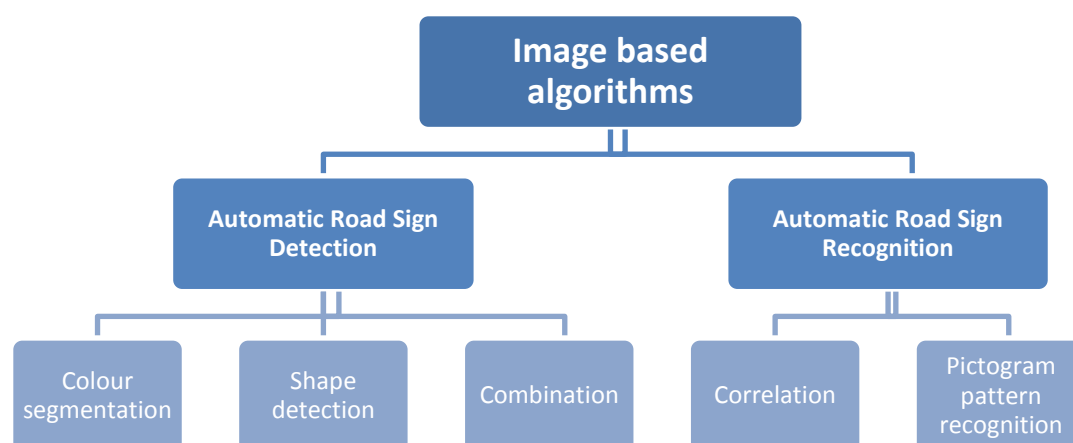 Image based
algorithms
Automatic Road Sign
Detection
Automatic Road Sign
Recognition
Colour
segmentation
Shape
detection
Combination
Correlation
Pictogram
pattern
recognition